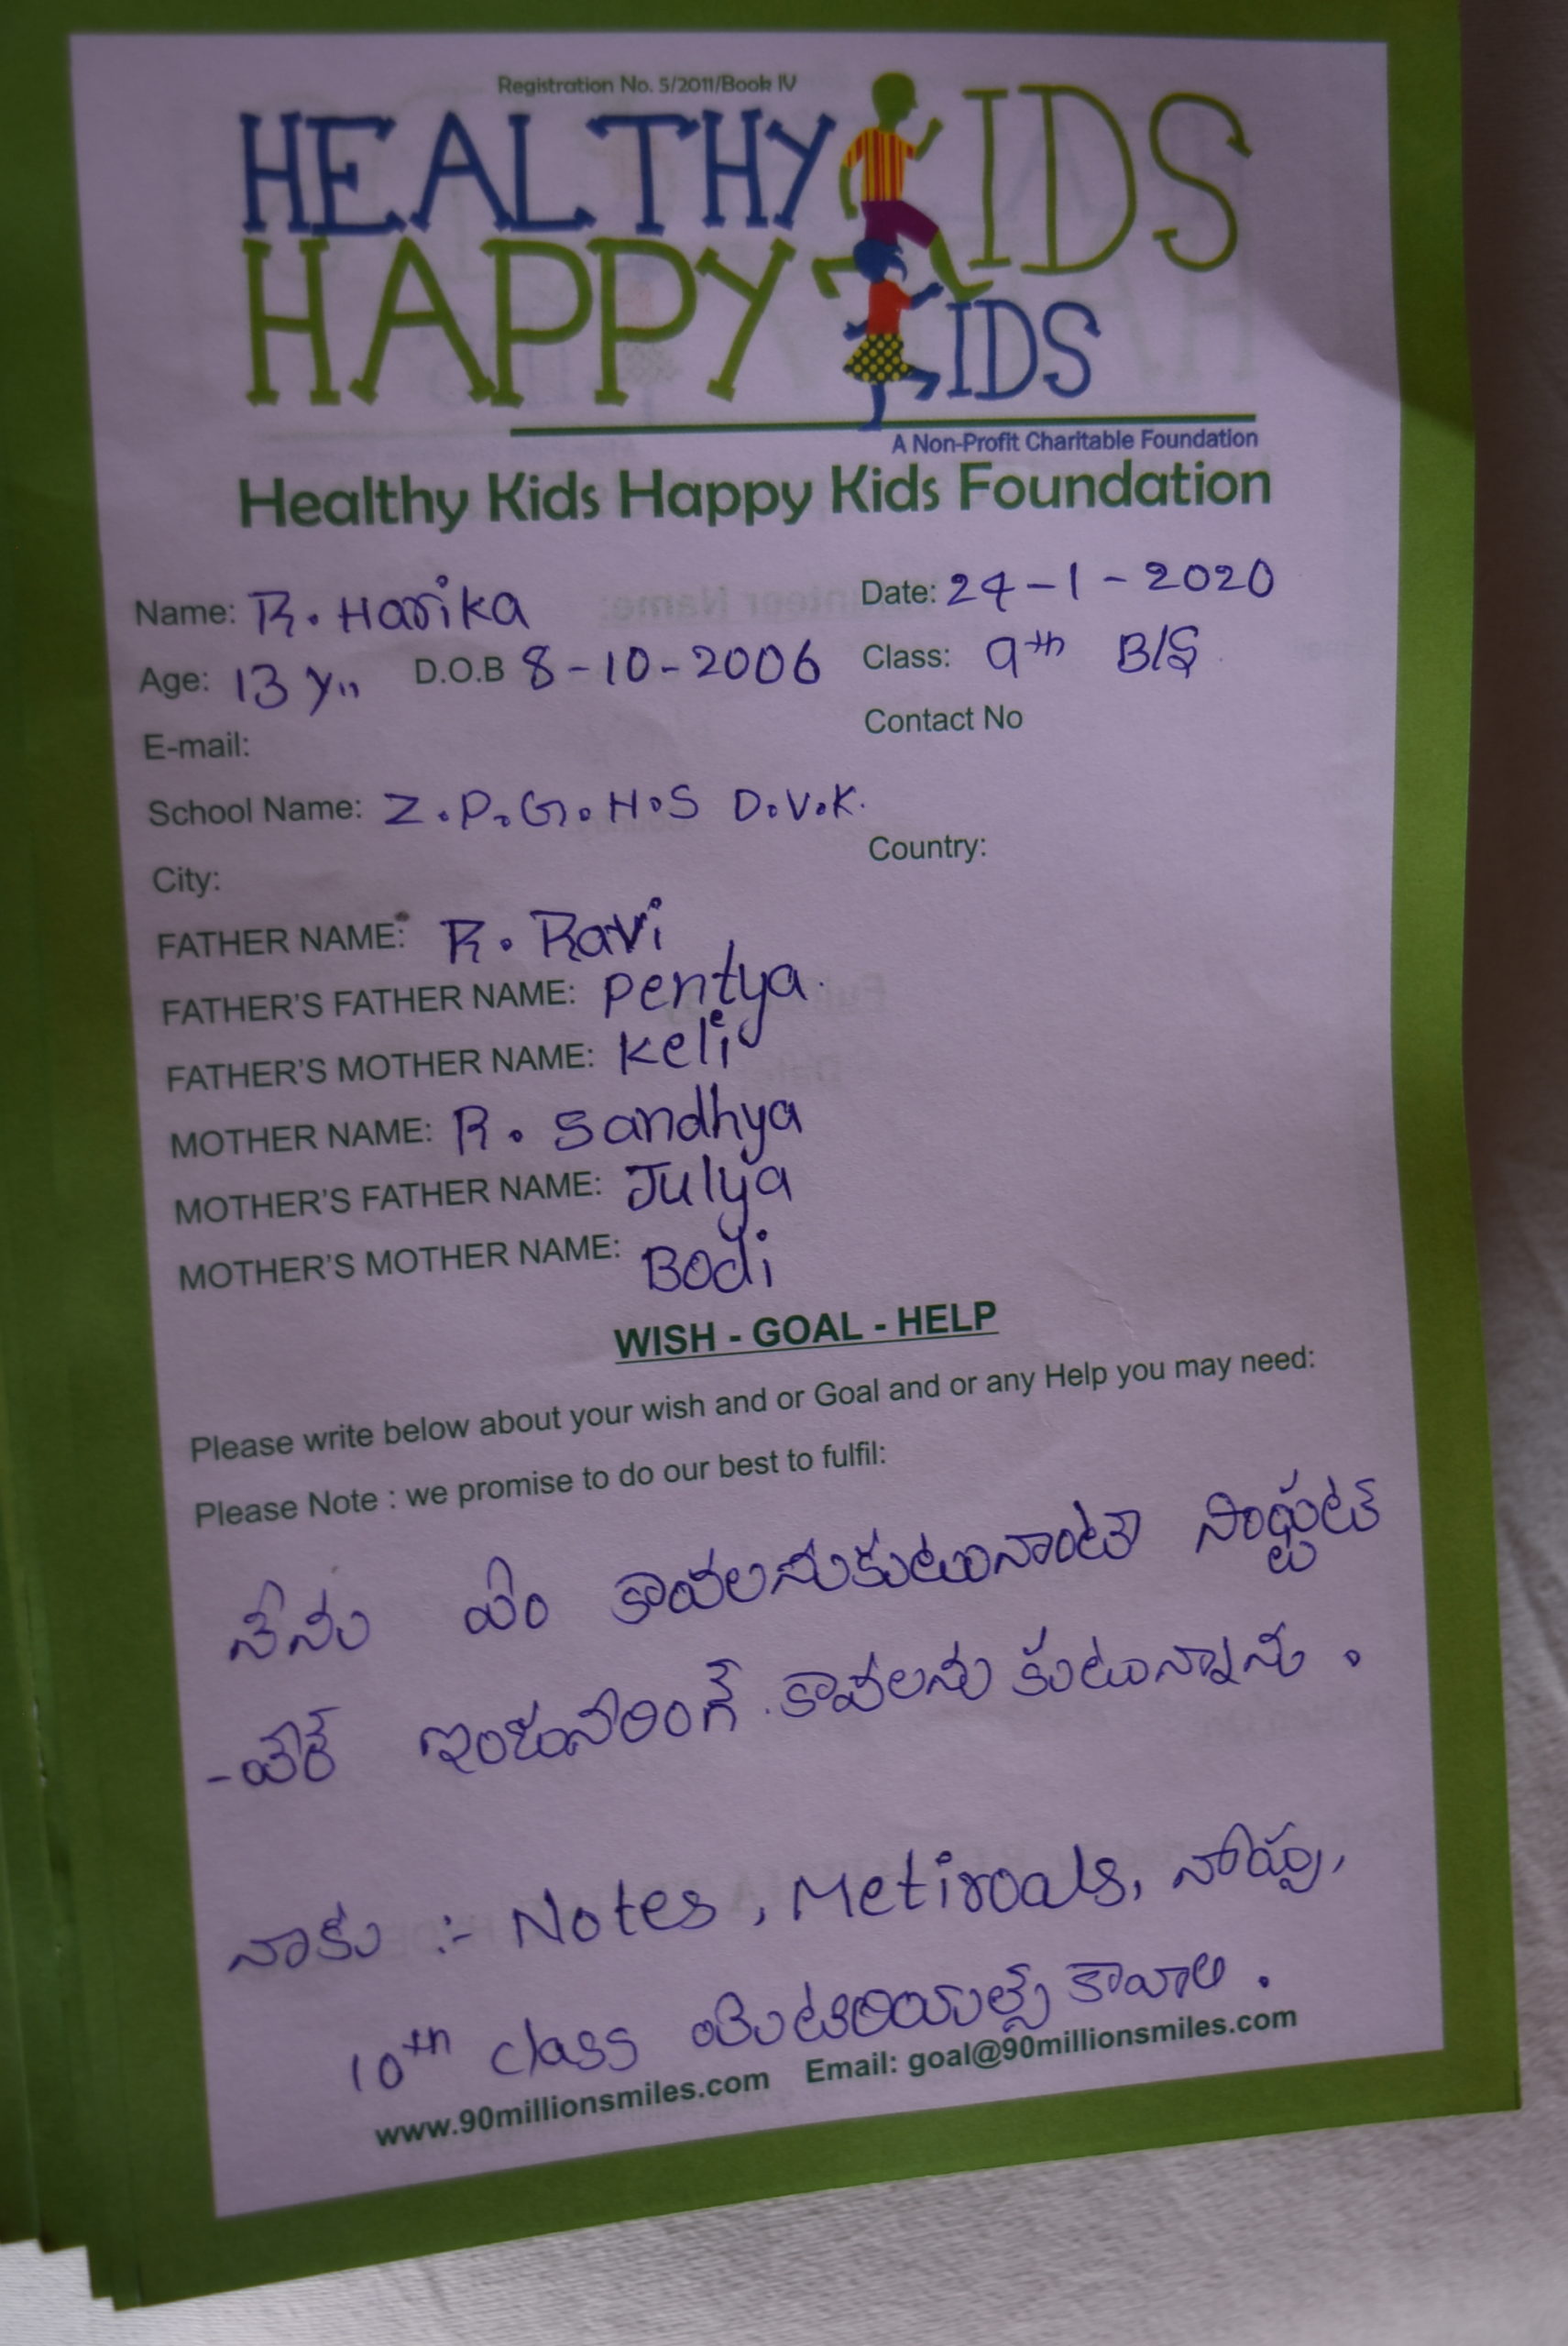 Registration No. 5/2011/Book IV
HEALTHY KIDS
HAPPY KIDS
A Non-Profit Charitable Foundation
Healthy Kids Happy Kids Foundation
Name: R. Harika Date: 24-1-2020
Age: 13 y,, D.O.B 8-10-2006 Class: 9th B/S
E-mail: Contact No
School Name: Z.P.G.H.S D.V.K.
City: Country:
FATHER NAME: R. Ravi
FATHER'S FATHER NAME: Pentya.
FATHER'S MOTHER NAME: Keli
MOTHER NAME: R. Sandhya
MOTHER'S FATHER NAME: Julya
MOTHER'S MOTHER NAME: Bodi
WISH - GOAL - HELP
Please write below about your wish and or Goal and or any Help you may need:
Please Note : we promise to do our best to fulfil:
నేను ఏం కావలనుకుటునాంటే
ఇంజునీరింగ్ కావలను కుటున్నాను.
నాకు :- Notes, Metiroals,
10th class మెటిరియల్స్ కావాలి.
www.90millionsmiles.com Email: goal@90millionsmiles.com